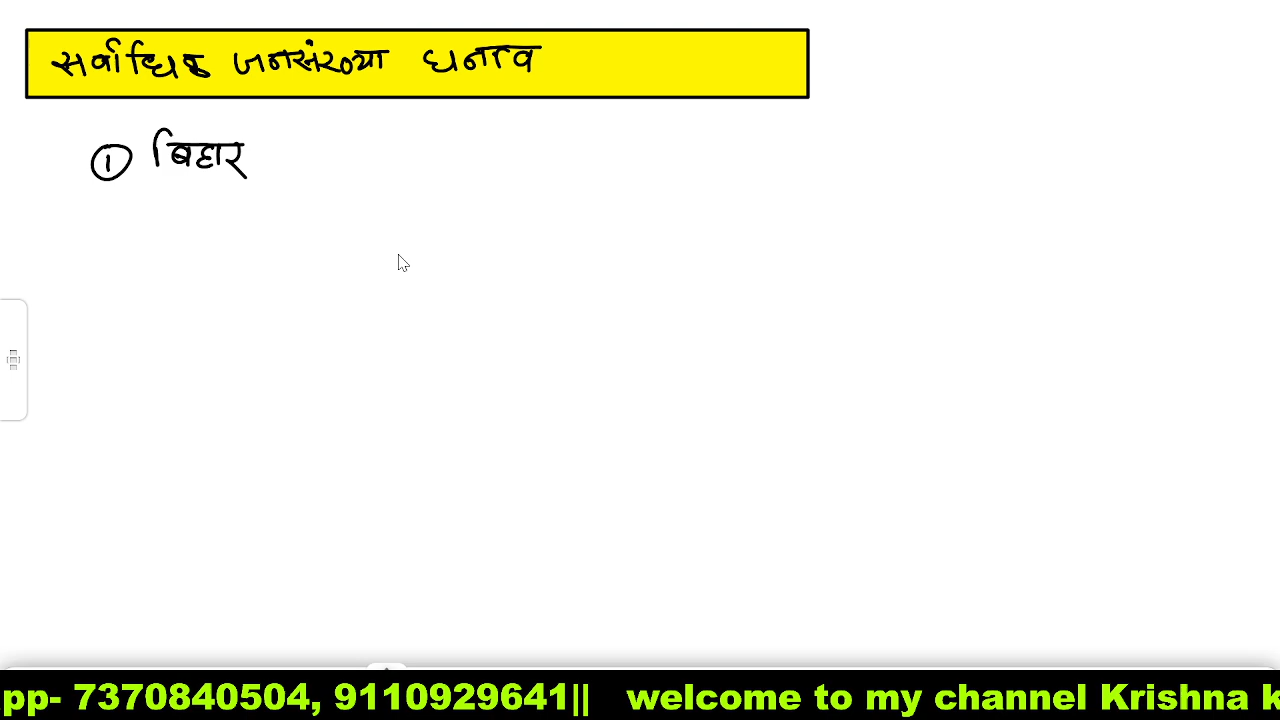 सर्वाधिक जनसंख्या घनत्व
① बिहार
pp- 7370840504, 9110929641|| welcome to my channel Krishna k